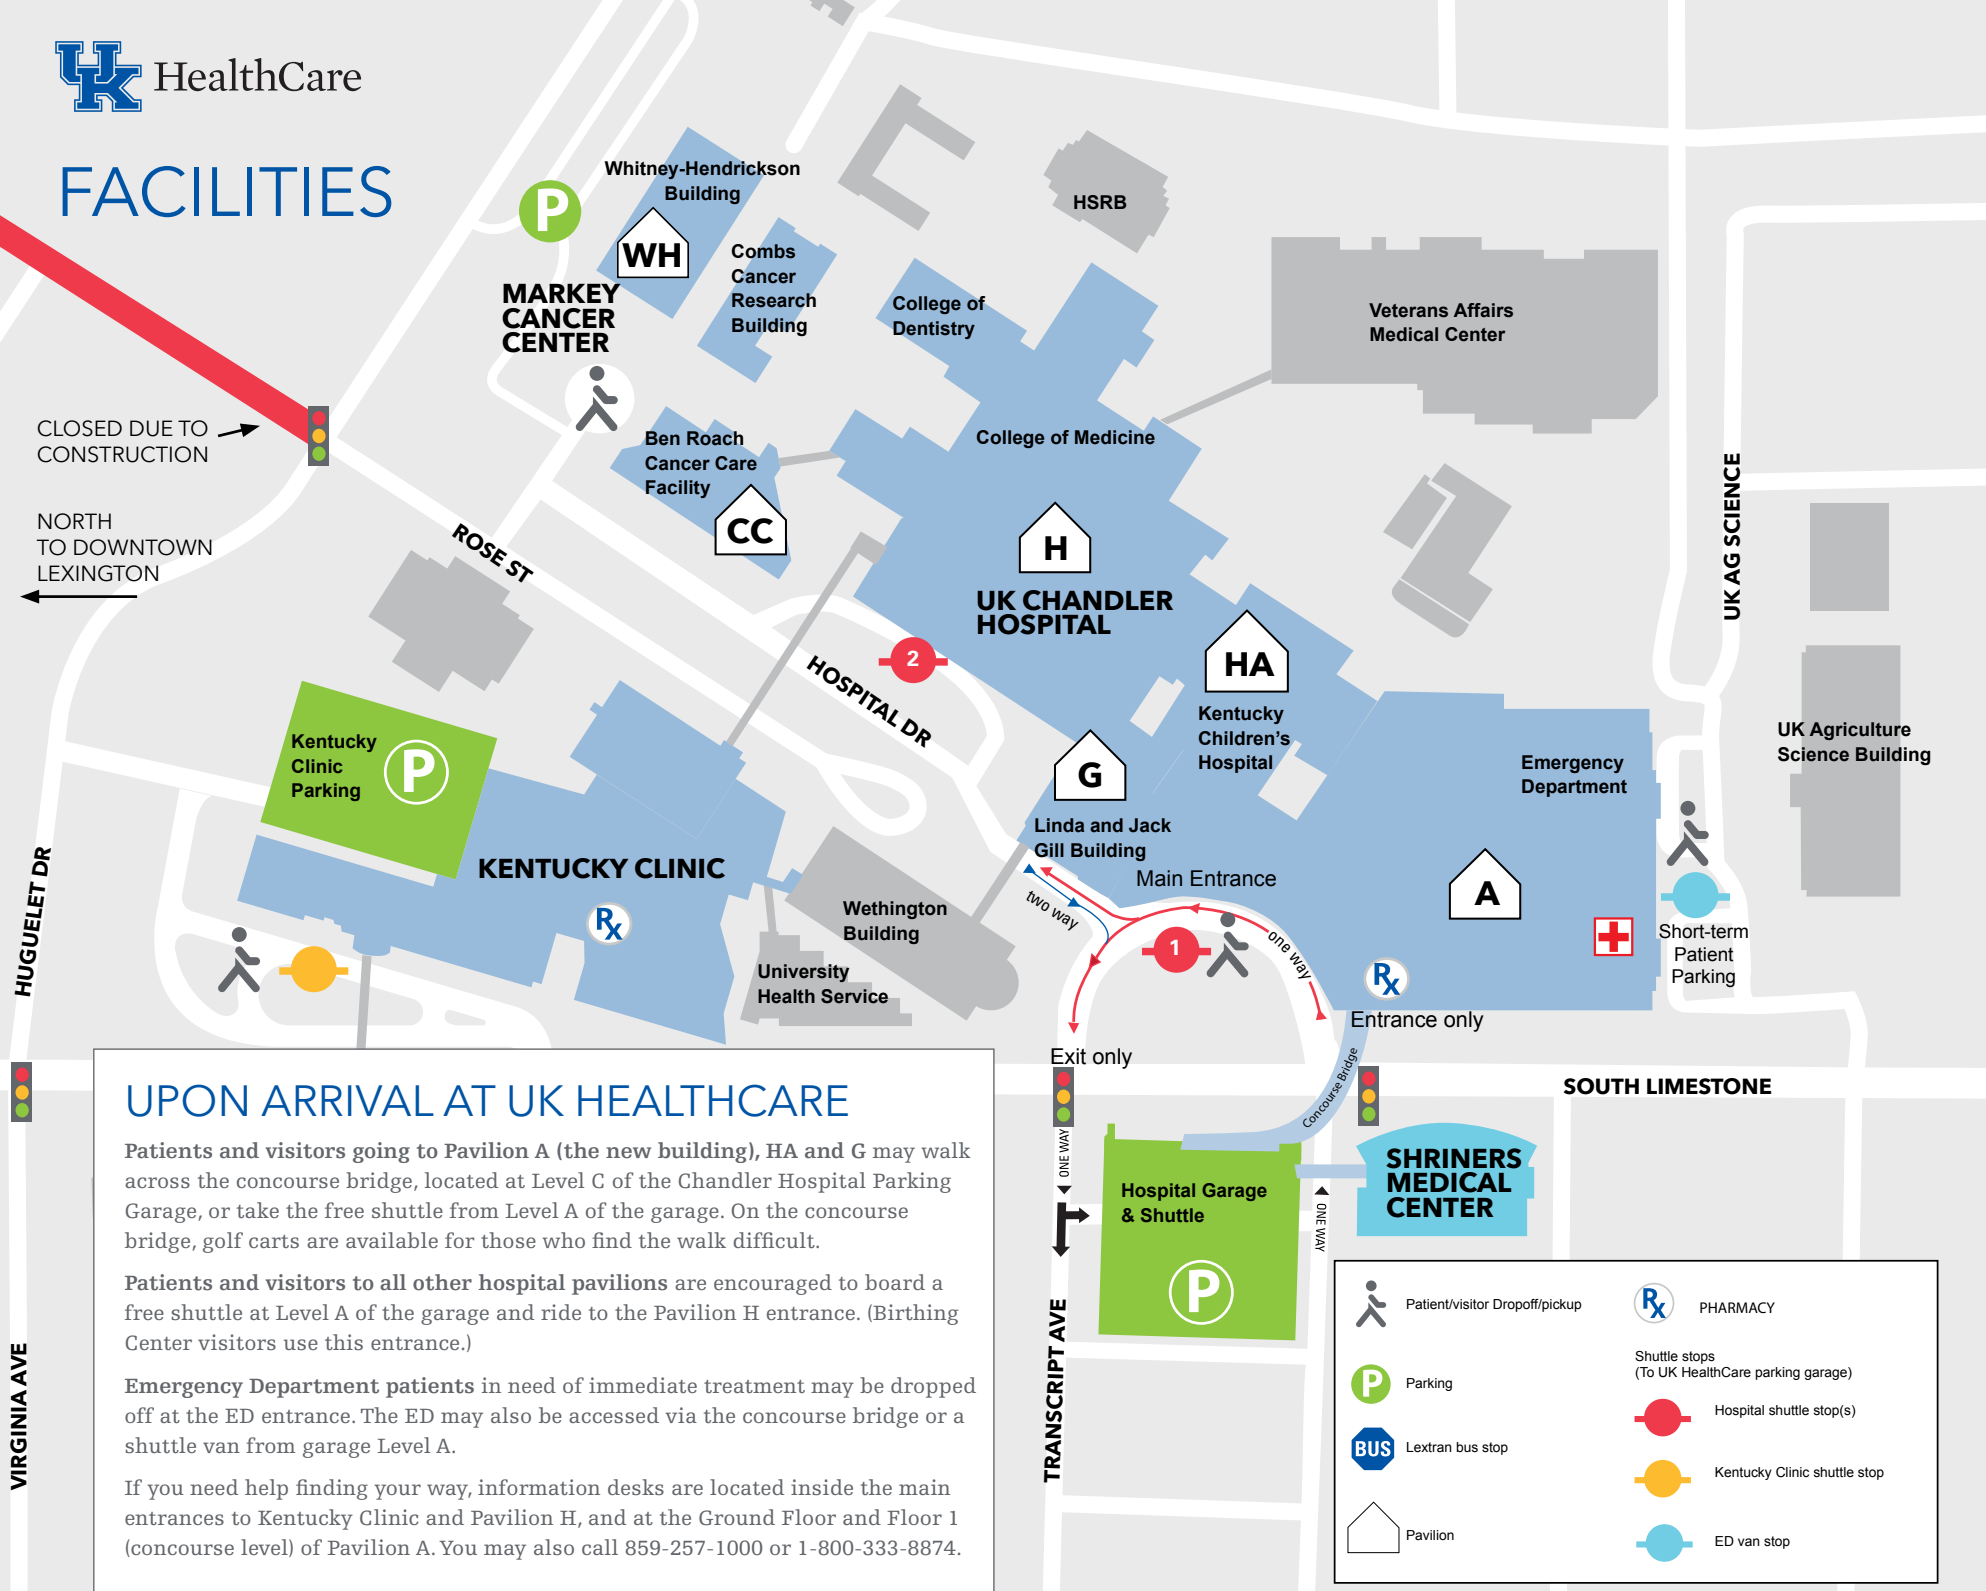 UK HealthCare
FACILITIES
Whitney-Hendrickson
Building
P
WH
Combs
Cancer
Research
Building
MARKEY
CANCER
CENTER
HSRB
College of
Dentistry
Veterans Affairs
Medical Center
CLOSED DUE TO
CONSTRUCTION
NORTH
TO DOWNTOWN
LEXINGTON
Ben Roach
Cancer Care
Facility
CC
College of Medicine
H
UK CHANDLER
HOSPITAL
ROSE ST
HOSPITAL DR
2
HA
Kentucky
Children's
Hospital
G
Linda and Jack
Gill Building
Emergency
Department
UK AG SCIENCE
UK Agriculture
Science Building
Kentucky
Clinic
Parking
P
KENTUCKY CLINIC
Rx
HUGUELET DR
Wethington
Building
University
Health Service
Main Entrance
two way
one way
1
A
Rx
Entrance only
Short-term
Patient
Parking
Exit only
Concourse Bridge
SOUTH LIMESTONE
ONE WAY
ONE WAY
Hospital Garage
& Shuttle
P
SHRINERS
MEDICAL
CENTER
TRANSCRIPT AVE
VIRGINIA AVE
UPON ARRIVAL AT UK HEALTHCARE
Patients and visitors going to Pavilion A (the new building), HA and G may walk
across the concourse bridge, located at Level C of the Chandler Hospital Parking
Garage, or take the free shuttle from Level A of the garage. On the concourse
bridge, golf carts are available for those who find the walk difficult.
Patients and visitors to all other hospital pavilions are encouraged to board a
free shuttle at Level A of the garage and ride to the Pavilion H entrance. (Birthing
Center visitors use this entrance.)
Emergency Department patients in need of immediate treatment may be dropped
off at the ED entrance. The ED may also be accessed via the concourse bridge or a
shuttle van from garage Level A.
If you need help finding your way, information desks are located inside the main
entrances to Kentucky Clinic and Pavilion H, and at the Ground Floor and Floor 1
(concourse level) of Pavilion A. You may also call 859-257-1000 or 1-800-333-8874.
Patient/visitor Dropoff/pickup
P
Parking
BUS
Lextran bus stop
Pavilion
Rx
PHARMACY
Shuttle stops
(To UK HealthCare parking garage)
Hospital shuttle stop(s)
Kentucky Clinic shuttle stop
ED van stop